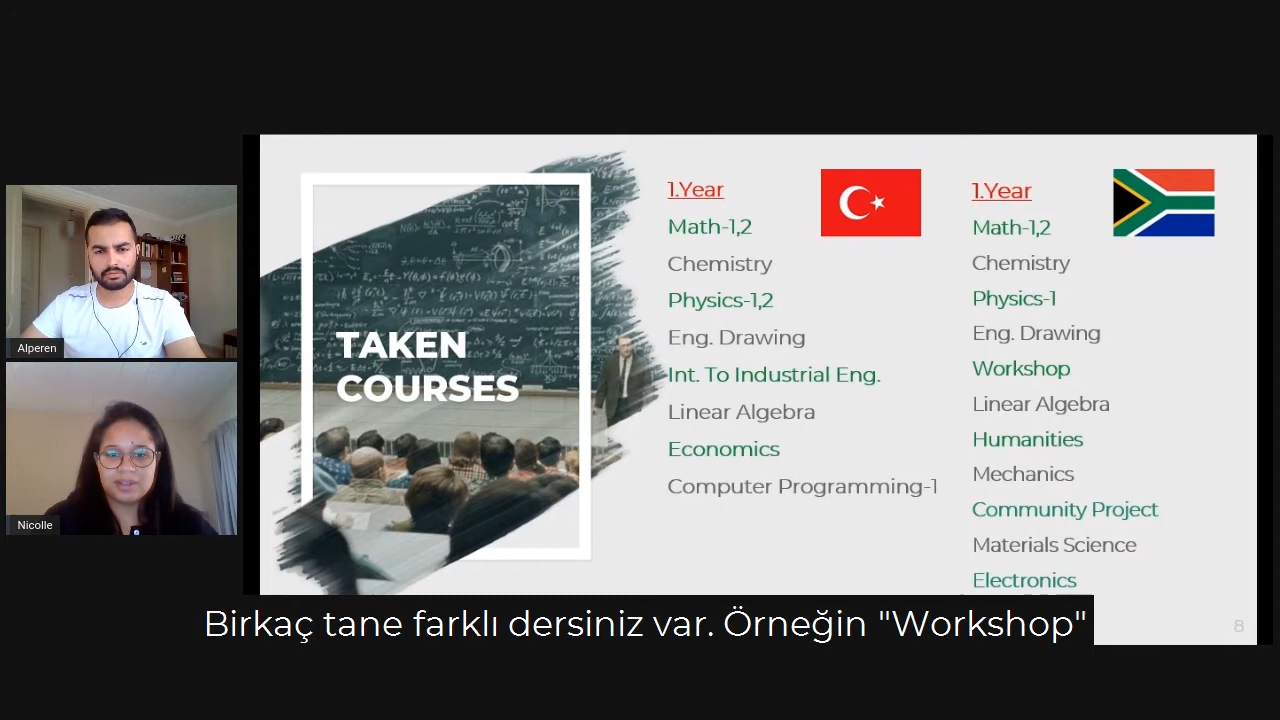 Alperen
Nicolle
TAKEN
COURSES
1.Year
Math-1,2
Chemistry
Physics-1,2
Eng. Drawing
Int. To Industrial Eng.
Linear Algebra
Economics
Computer Programming-1
1.Year
Math-1,2
Chemistry
Physics-1
Eng. Drawing
Workshop
Linear Algebra
Humanities
Mechanics
Community Project
Materials Science
Electronics
Birkaç tane farklı dersiniz var. Örneğin "Workshop"
8